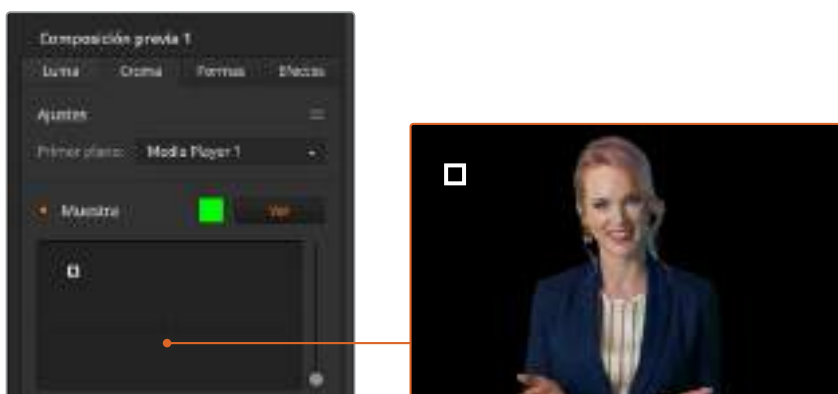 Composición previa 1
Luma Croma Formas Efectos
Ajustes
Primer plano: Media Player 1
Muestra Ver